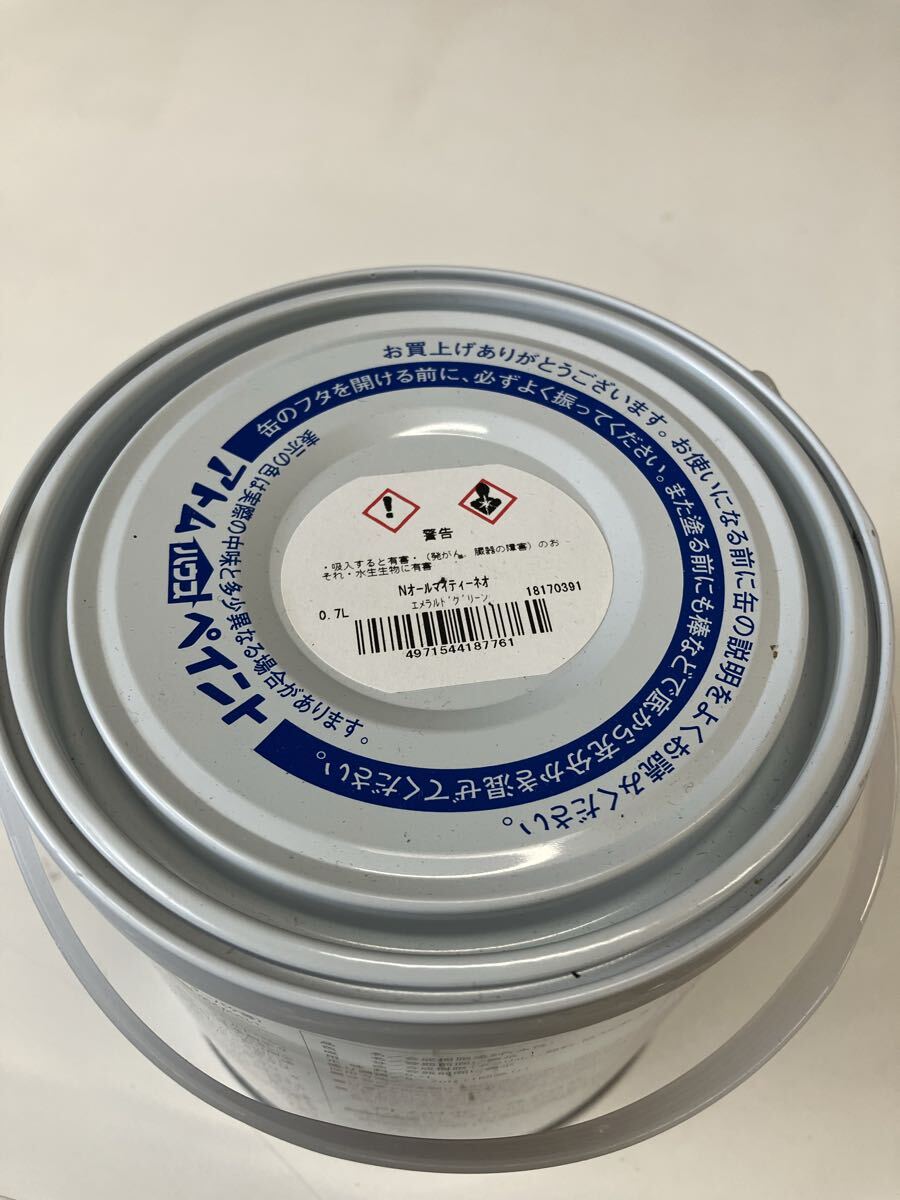 お買上げありがとうございます。お使いになる前に缶の説明をよくお読みください。
缶のフタを開ける前に、必ずよく振ってください。また塗る前にも棒などで底から充分かき混ぜてください。
アトムハウスペイント
表示の色は実際の中味と多少異なる場合があります。
警告
・吸入すると有害・(発がん、臓器の障害)のお
それ・水生生物に有害
Nオールマイティーネオ
18170391
0.7L
エメラルドグリーン
4971544187761